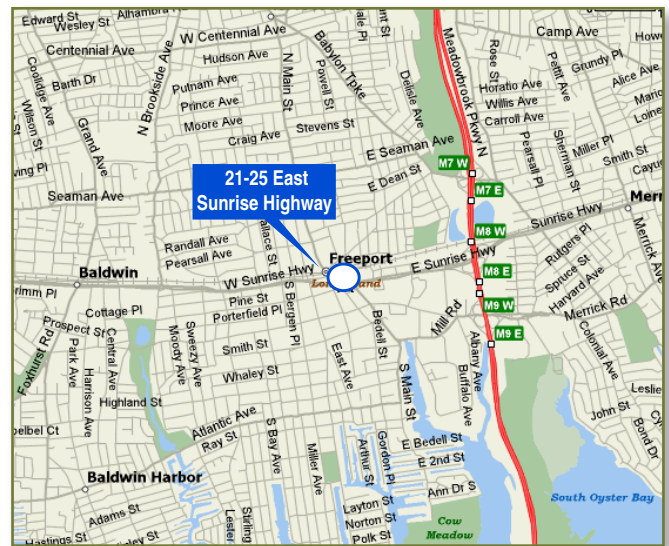 Edward St
Wesley St
Alhambra Rd
Centennial Ave
W Centennial Ave
Camp Ave
Hudson Ave
Barth Dr
Putnam Ave
Prince Ave
Moore Ave
Craig Ave
Stevens St
Coolidge Ave
Wilson St
Grand Ave
N Brookside Ave
N Main St
Powell St
Babylon Tpke
Delisle Ave
Meadowbrook Pkwy N
Rose St
Pettit Ave
Grundy Pl
Alice Ave
Horatio Ave
Willis Ave
Carroll Ave
Pearsall Pl
Sherman St
Miller Pl
Smith St
E Seaman Ave
E Dean St
M7 W
M7 E
M8 W
M8 E
M9 W
M9 E
Seaman Ave
21-25 East
Sunrise Highway
Randall Ave
Pearsall Ave
Freeport
Baldwin
W Sunrise Hwy
E Sunrise Hwy
Sunrise Hwy
Rutgers Pl
Spruce St
Harvard Ave
Merrick Rd
Mill Rd
Pine St
Porterfield Pl
S Bergen Pl
Cottage Pl
Prospect St
Foxhurst Rd
Park Ave
Harrison Ave
Central Ave
Moody Ave
Sweezy Ave
Smith St
Whaley St
Highland St
Bedell St
East Ave
S Main St
Albany Ave
Buffalo Ave
Colonial Ave
John St
Bond Dr
Atlantic Ave
Ray St
S Bay Ave
Miller Ave
Arthur St
Gordon Pl
E Bedell St
E 2nd St
Ann Dr S
Baldwin Harbor
Adams St
Hastings St
Layton St
Norton St
Polk St
Cow
Meadow
South Oyster Bay